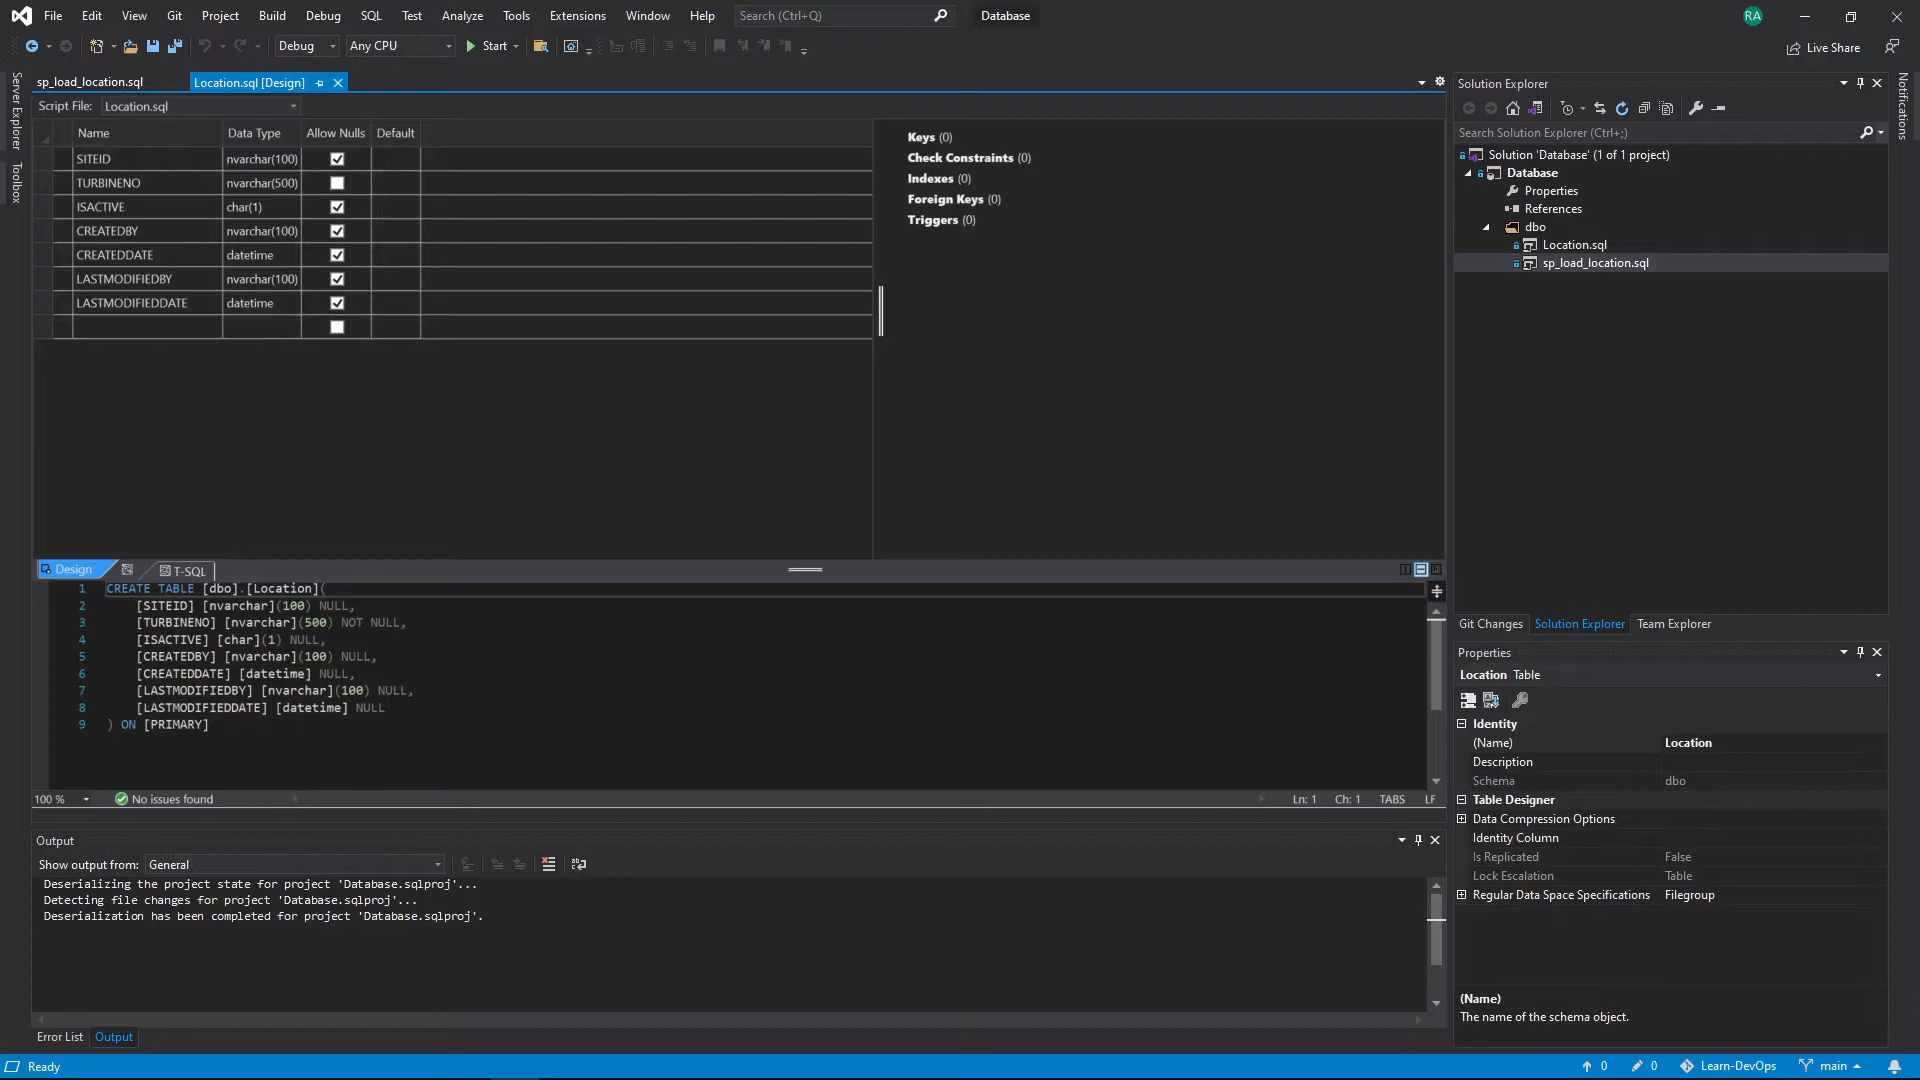 File Edit View Git Project Build Debug SQL Test Analyze Tools Extensions Window Help Search (Ctrl+Q) Database RA
Debug Any CPU Start Live Share
Server Explorer
Toolbox
sp_load_location.sql Location.sql [Design]
Script File: Location.sql
Name Data Type Allow Nulls Default
SITEID nvarchar(100)
TURBINENO nvarchar(500)
ISACTIVE char(1)
CREATEDBY nvarchar(100)
CREATEDDATE datetime
LASTMODIFIEDBY nvarchar(100)
LASTMODIFIEDDATE datetime
Keys (0)
Check Constraints (0)
Indexes (0)
Foreign Keys (0)
Triggers (0)
Design T-SQL
1 CREATE TABLE [dbo].[Location](
2 [SITEID] [nvarchar](100) NULL,
3 [TURBINENO] [nvarchar](500) NOT NULL,
4 [ISACTIVE] [char](1) NULL,
5 [CREATEDBY] [nvarchar](100) NULL,
6 [CREATEDDATE] [datetime] NULL,
7 [LASTMODIFIEDBY] [nvarchar](100) NULL,
8 [LASTMODIFIEDDATE] [datetime] NULL
9 ) ON [PRIMARY]
100 % No issues found Ln: 1 Ch: 1 TABS LF
Output
Show output from: General
Deserializing the project state for project 'Database.sqlproj'...
Detecting file changes for project 'Database.sqlproj'...
Deserialization has been completed for project 'Database.sqlproj'.
Error List Output
Solution Explorer
Search Solution Explorer (Ctrl+;)
Solution 'Database' (1 of 1 project)
Database
Properties
References
dbo
Location.sql
sp_load_location.sql
Git Changes Solution Explorer Team Explorer
Properties
Location Table
Identity
(Name) Location
Description
Schema dbo
Table Designer
Data Compression Options
Identity Column
Is Replicated False
Lock Escalation Table
Regular Data Space Specifications Filegroup
(Name)
The name of the schema object.
Notifications
Ready 0 0 Learn-DevOps main